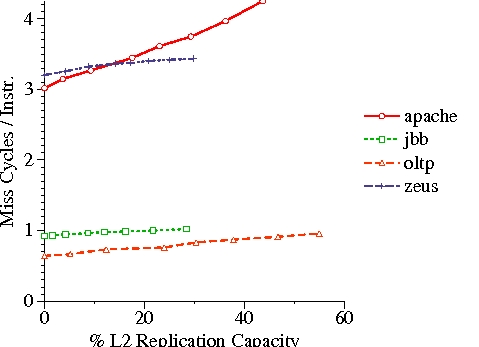 4
3
2
1
0
Miss Cycles / Instr.
0
20
40
60
% L2 Replication Capacity
apache
jbb
oltp
zeus